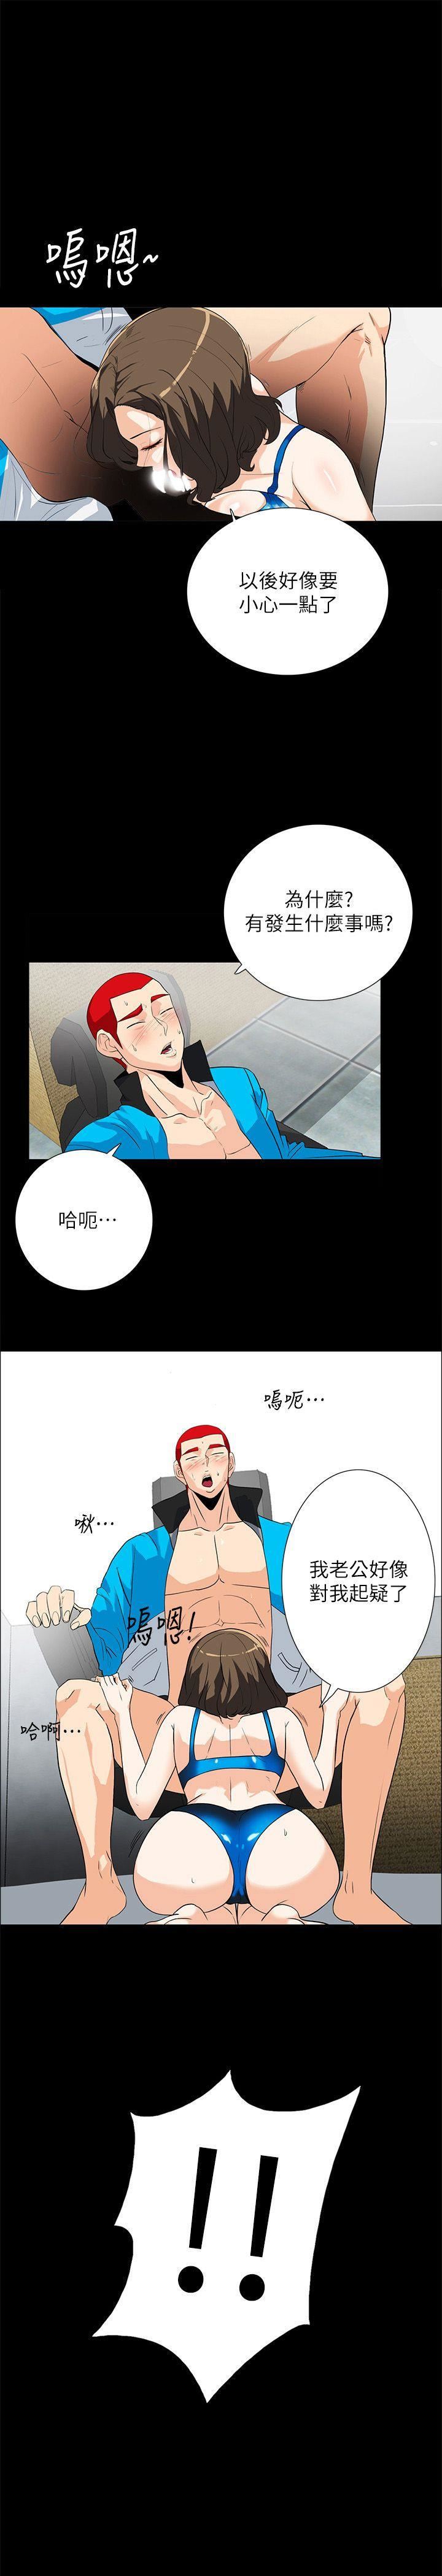 嗚嗯~
以後好像要
小心一點了
為什麼?
有發生什麼事嗎?
哈呃…
嗚呃…
啾…
我老公好像
對我起疑了
嗚嗯!
哈啊…
!!